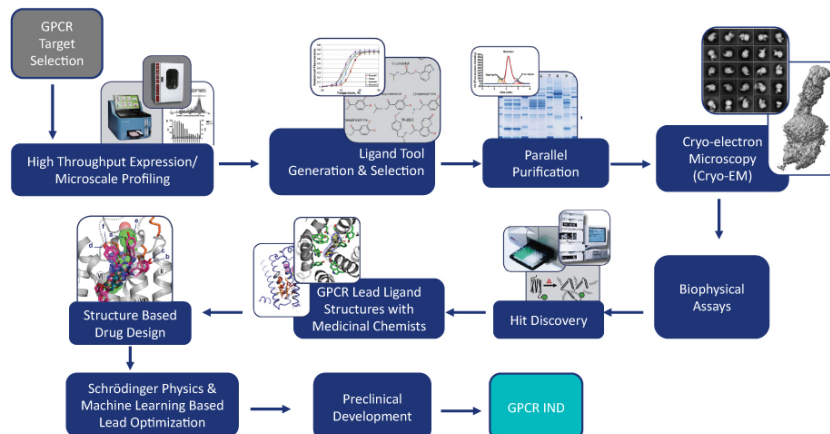 GPCR
Target
Selection
High Throughput Expression/
Microscale Profiling
Ligand Tool
Generation & Selection
Parallel
Purification
Cryo-electron
Microscopy
(Cryo-EM)
Biophysical
Assays
Hit Discovery
GPCR Lead Ligand
Structures with
Medicinal Chemists
Structure Based
Drug Design
Schrödinger Physics &
Machine Learning Based
Lead Optimization
Preclinical
Development
GPCR IND